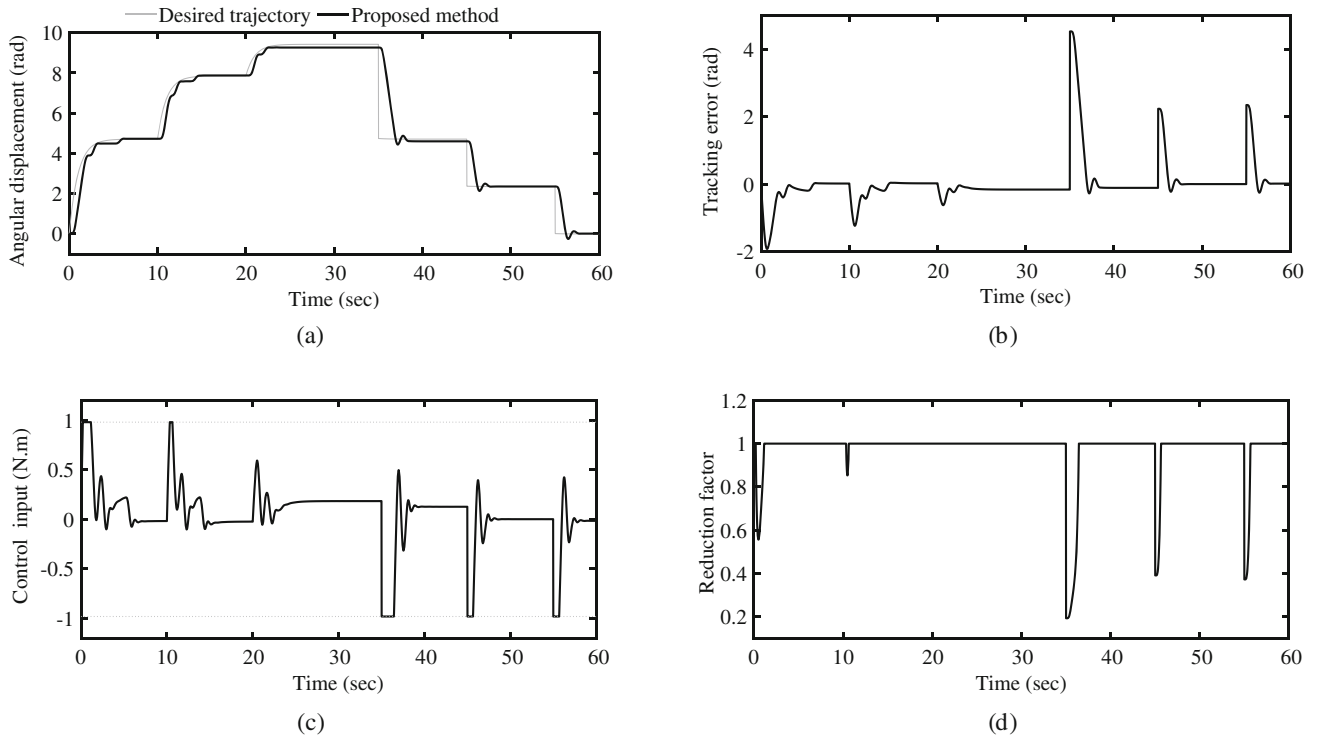 Desired trajectory Proposed method
Angular displacement (rad)
10
8
6
4
2
0
0 10 20 30 40 50 60
Time (sec)
(a)
Tracking error (rad)
4
2
0
-2
0 10 20 30 40 50 60
Time (sec)
(b)
Control input (N.m)
1
0.5
0
-0.5
-1
0 10 20 30 40 50 60
Time (sec)
(c)
Reduction factor
1.2
1
0.8
0.6
0.4
0.2
0 10 20 30 40 50 60
Time (sec)
(d)